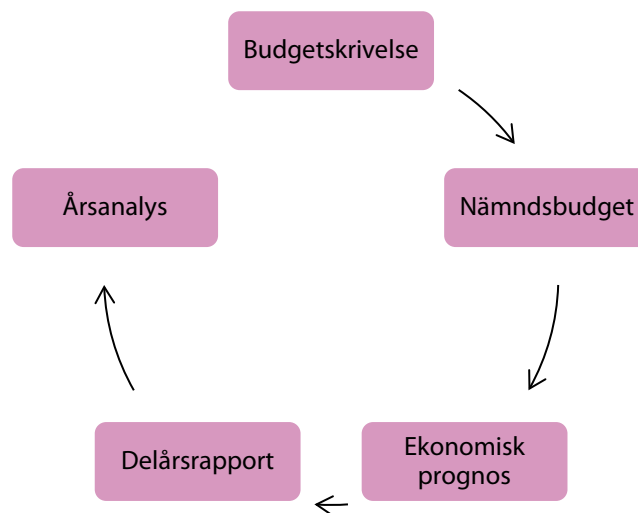 Budgetskrivelse
Nämndsbudget
Ekonomisk
prognos
Delårsrapport
Årsanalys